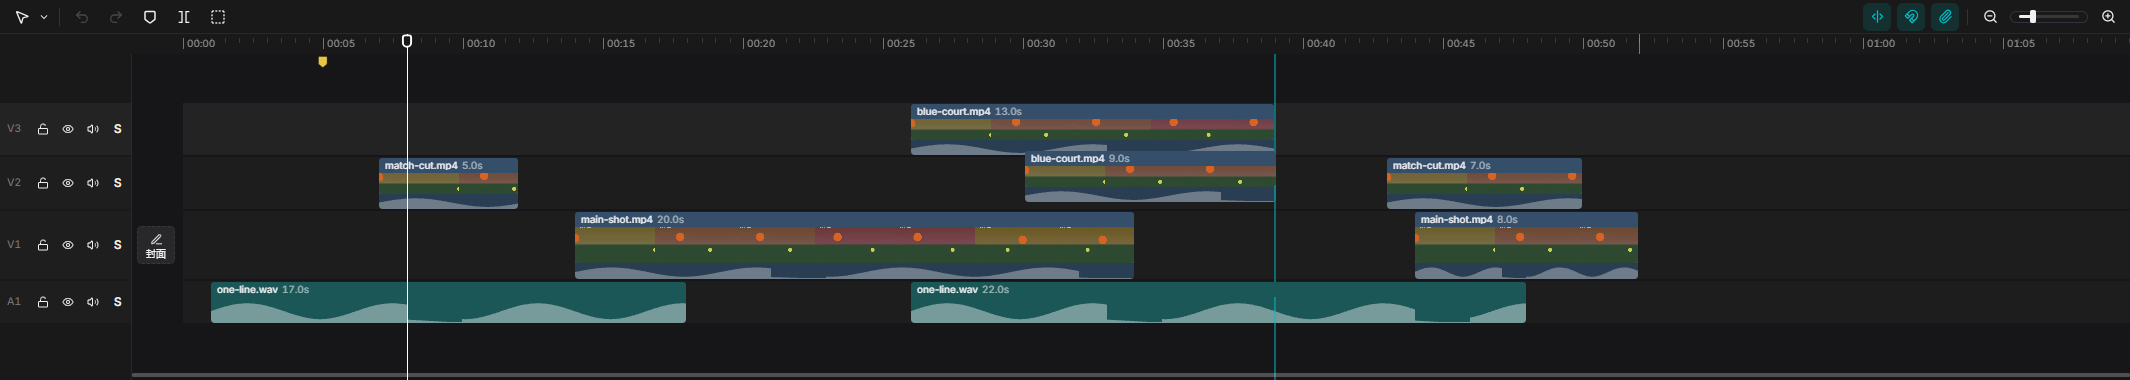 00:00 00:05 00:10 00:15 00:20 00:25 00:30 00:35 00:40 00:45 00:50 00:55 01:00 01:05
V3 S blue-court.mp4 13.0s
V2 S match-cut.mp4 5.0s blue-court.mp4 9.0s match-cut.mp4 7.0s
V1 S 封面 main-shot.mp4 20.0s main-shot.mp4 8.0s
A1 S one-line.wav 17.0s one-line.wav 22.0s